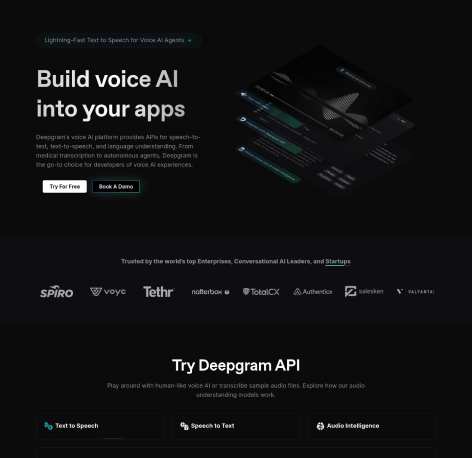 Lightning-Fast Text to Speech for Voice AI Agents →
Build voice AI
into your apps
Deepgram's voice AI platform provides APIs for speech-to-
text, text-to-speech, and language understanding. From
medical transcription to autonomous agents, Deepgram is
the go-to choice for developers of voice AI experiences.
Try For Free
Book A Demo
Trusted by the world's top Enterprises, Conversational AI Leaders, and Startups
SPIRO
voyc
Tethr
natterbox
TotalCX
Authenticx
salesken
VALYANT AI
Try Deepgram API
Play around with human-like voice AI or transcribe sample audio files. Explore how our audio
understanding models work.
Text to Speech
Speech to Text
Audio Intelligence